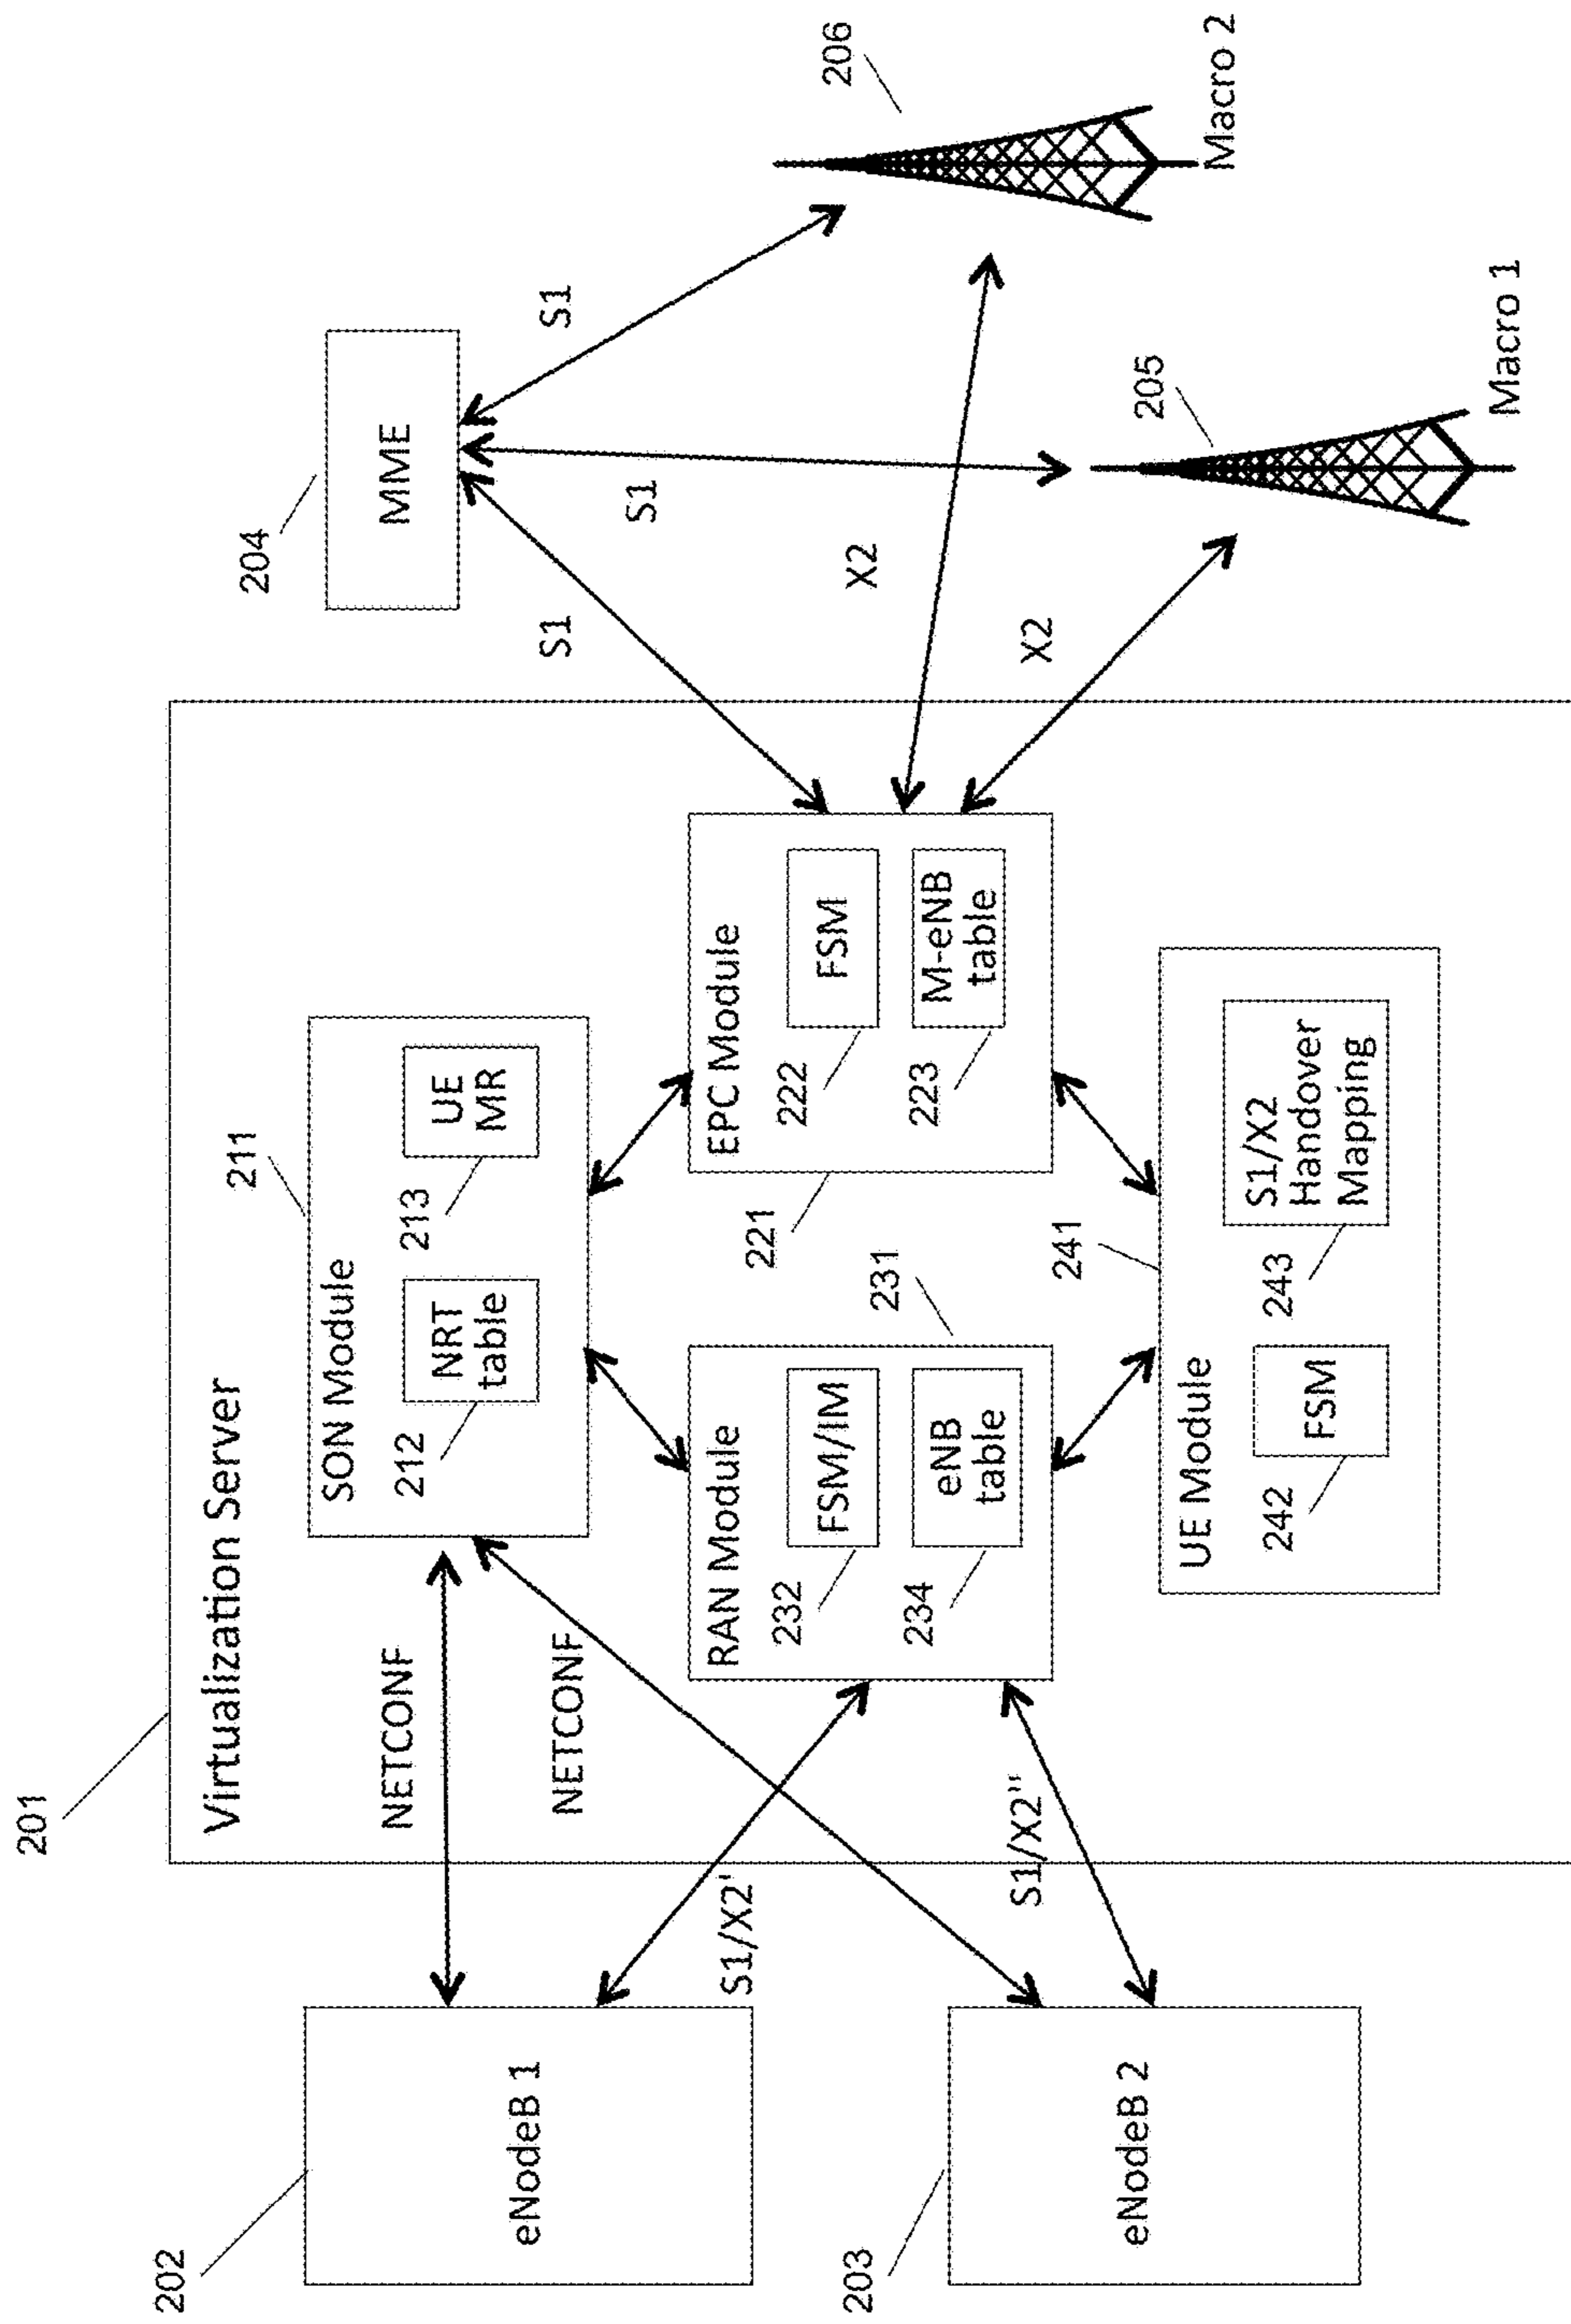 201
Virtualization Server
202
eNodeB 1
203
eNodeB 2
NETCONF
NETCONF
S1/X2'
S1/X2''
211
SON Module
212
NRT
table
213
UE
MR
231
RAN Module
232
FSM/IM
234
eNB
table
221
EPC Module
222
FSM
223
M-eNB
table
241
UE Module
242
FSM
243
S1/X2
Handover
Mapping
204
MME
S1
S1
S1
X2
X2
205
Macro 1
206
Macro 2